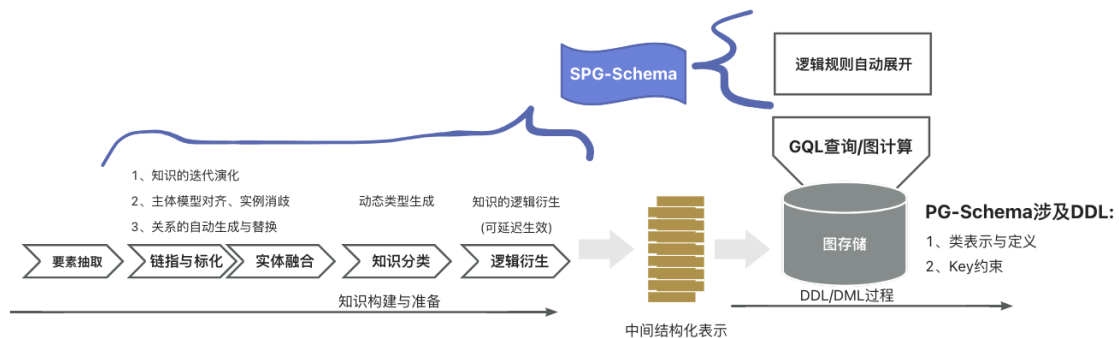 SPG-Schema
逻辑规则自动展开
GQL查询/图计算
1、知识的迭代演化
2、主体模型对齐、实例消歧
3、关系的自动生成与替换
动态类型生成
知识的逻辑衍生
(可延迟生效)
要素抽取
链指与标化
实体融合
知识分类
逻辑衍生
知识构建与准备
中间结构化表示
图存储
DDL/DML过程
PG-Schema涉及DDL:
1、类表示与定义
2、Key约束